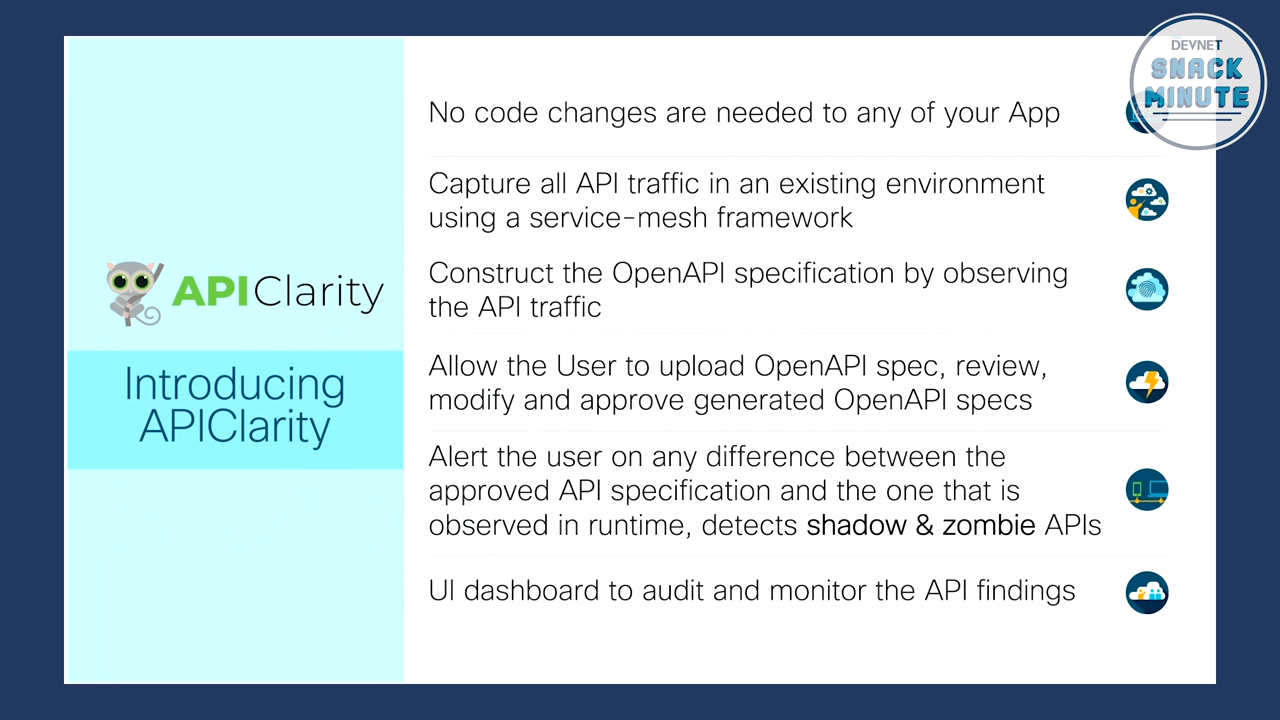 DEVNET
SNACK
MINUTE
No code changes are needed to any of your App
Capture all API traffic in an existing environment
using a service-mesh framework
Construct the OpenAPI specification by observing
the API traffic
APIClarity
Introducing
APIClarity
Allow the User to upload OpenAPI spec, review,
modify and approve generated OpenAPI specs
Alert the user on any difference between the
approved API specification and the one that is
observed in runtime, detects shadow & zombie APIs
UI dashboard to audit and monitor the API findings